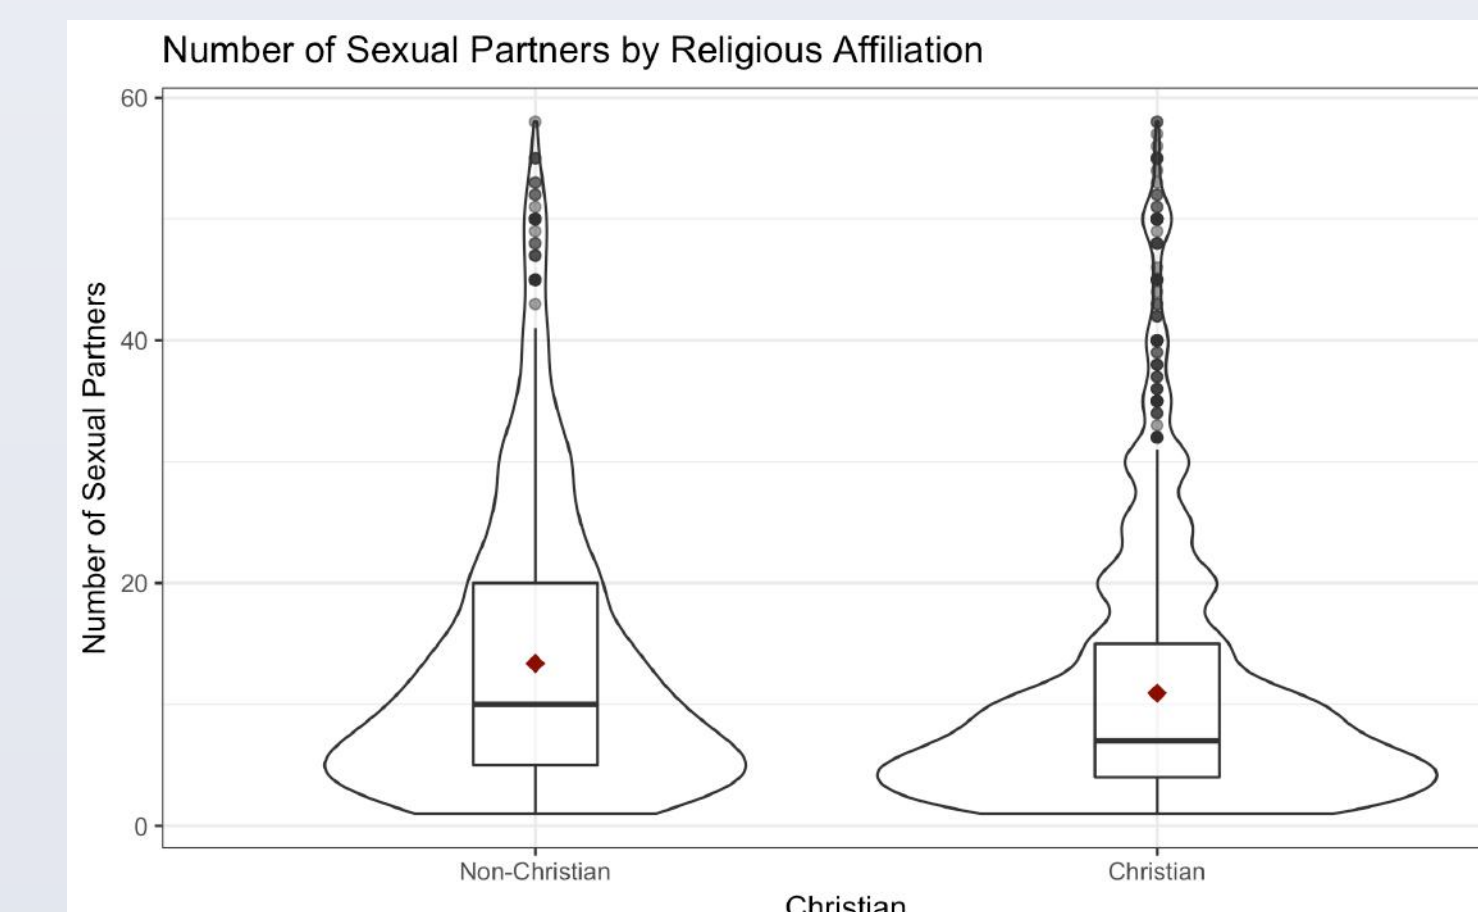 Number of Sexual Partners by Religious Affiliation
60
40
20
0
Number of Sexual Partners
Non-Christian
Christian
Christian